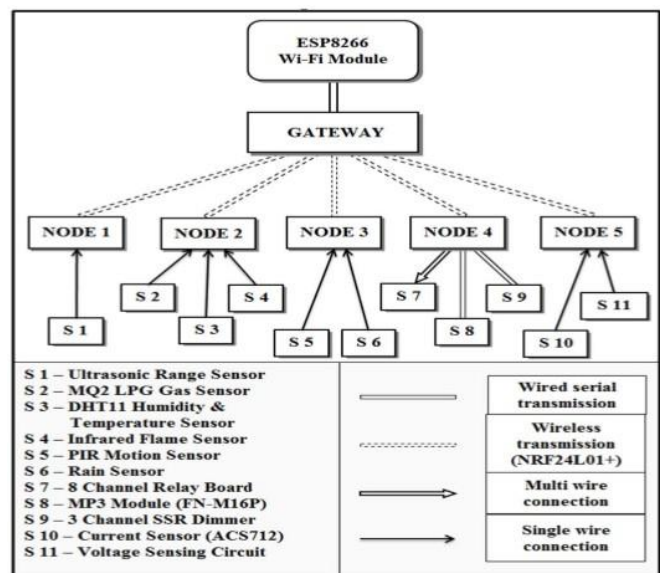 ESP8266
Wi-Fi Module
GATEWAY
NODE 1
NODE 2
NODE 3
NODE 4
NODE 5
S 1
S 2
S 3
S 4
S 5
S 6
S 7
S 8
S 9
S 10
S 11
S 1 – Ultrasonic Range Sensor
S 2 – MQ2 LPG Gas Sensor
S 3 – DHT11 Humidity &
Temperature Sensor
S 4 – Infrared Flame Sensor
S 5 – PIR Motion Sensor
S 6 – Rain Sensor
S 7 – 8 Channel Relay Board
S 8 – MP3 Module (FN-M16P)
S 9 – 3 Channel SSR Dimmer
S 10 – Current Sensor (ACS712)
S 11 – Voltage Sensing Circuit
Wired serial
transmission
Wireless
transmission
(NRF24L01+)
Multi wire
connection
Single wire
connection